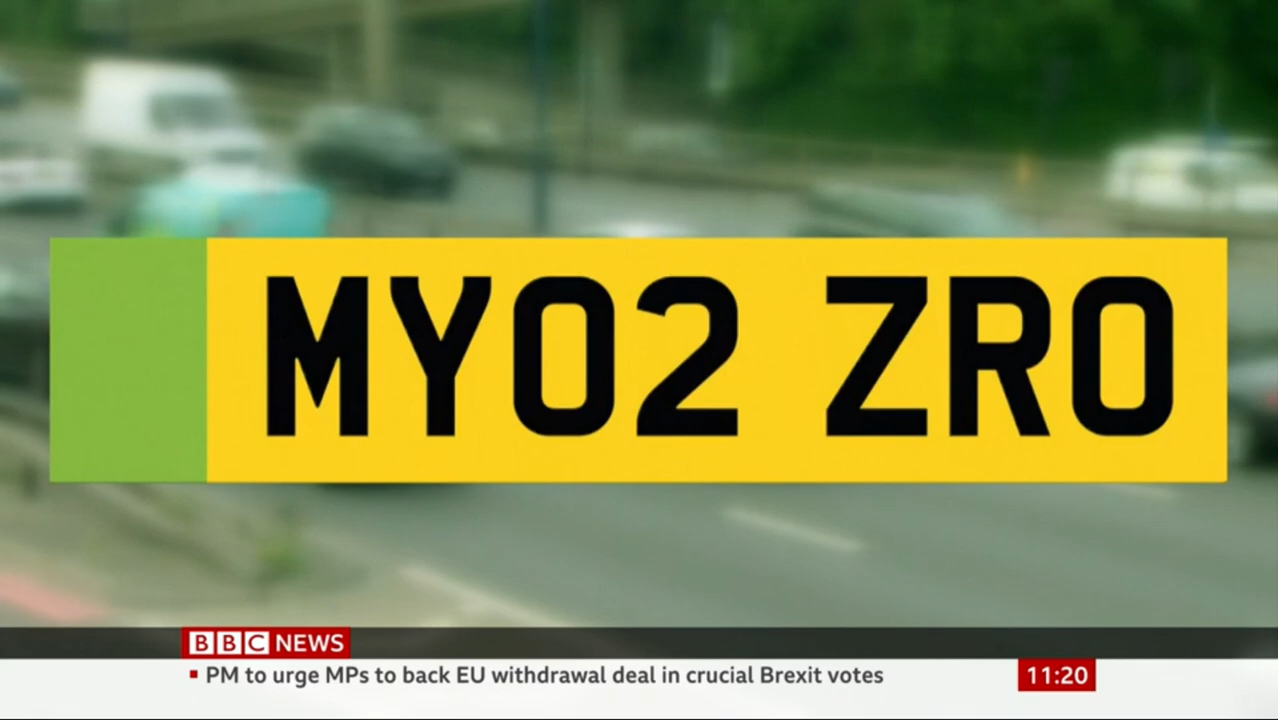 MY02 ZRO
BBC NEWS
PM to urge MPs to back EU withdrawal deal in crucial Brexit votes
11:20